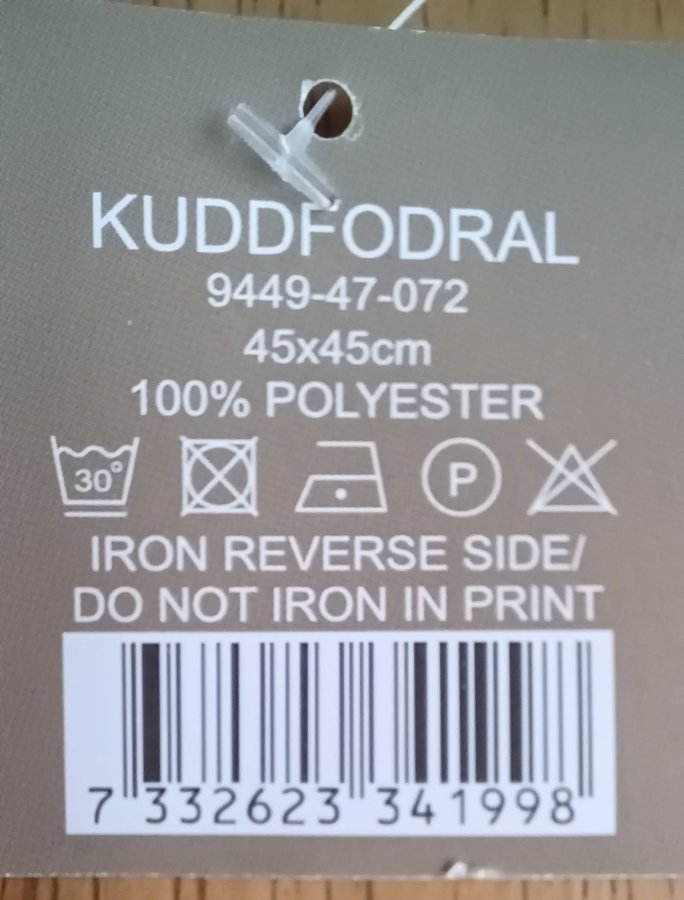 KUDDFODRAL
9449-47-072
45x45cm
100% POLYESTER
30° P
IRON REVERSE SIDE/
DO NOT IRON IN PRINT
7 332623 341998